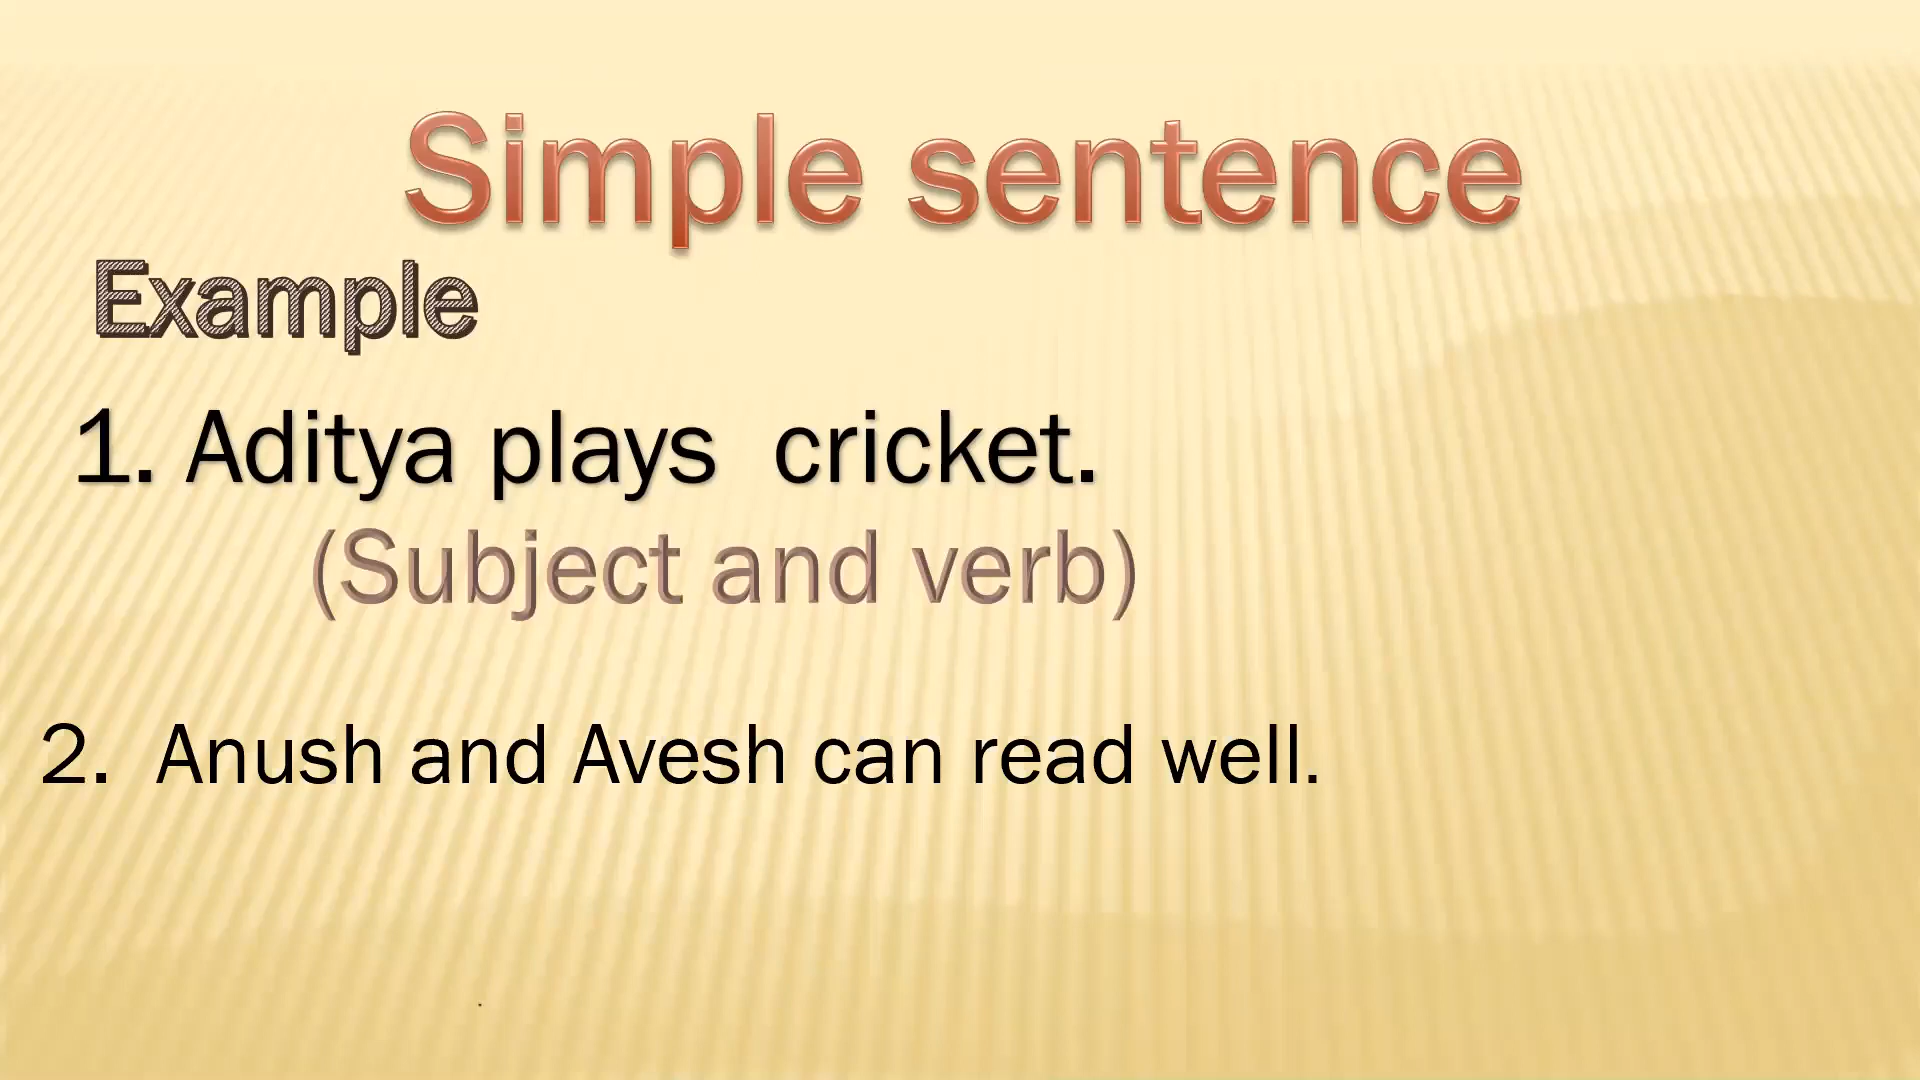 Simple sentence
Example
1. Aditya plays  cricket.
(Subject and verb)
2.  Anush and Avesh can read well.
.